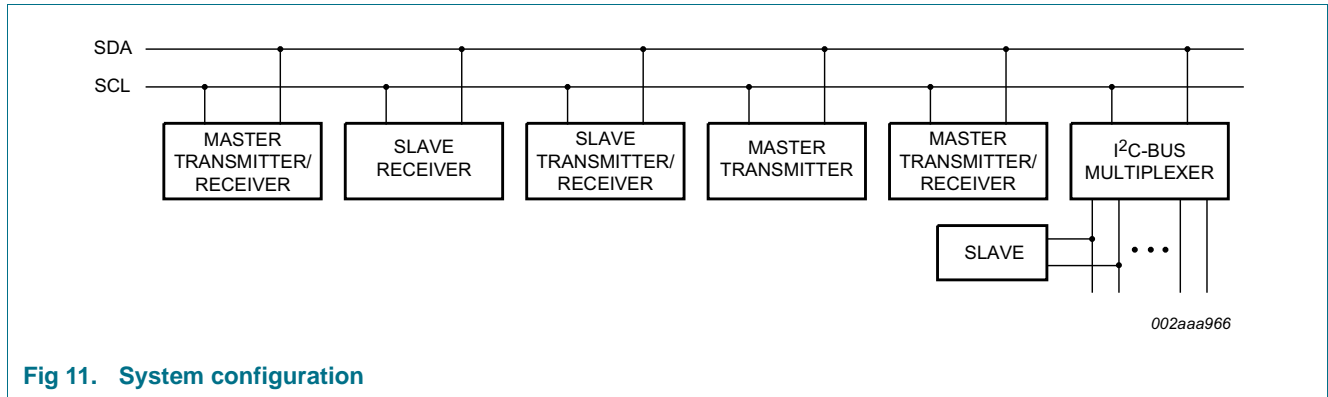 SDA
SCL
MASTER
TRANSMITTER/
RECEIVER
SLAVE
RECEIVER
SLAVE
TRANSMITTER/
RECEIVER
MASTER
TRANSMITTER
MASTER
TRANSMITTER/
RECEIVER
I²C-BUS
MULTIPLEXER
SLAVE
002aaa966
Fig 11. System configuration